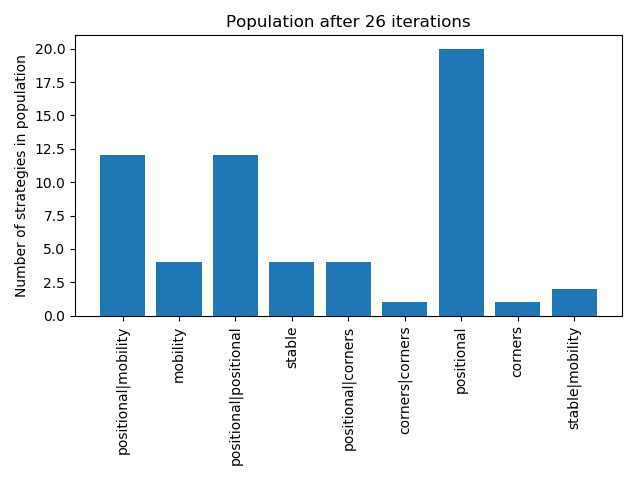 Population after 26 iterations
Number of strategies in population
20.0
17.5
15.0
12.5
10.0
7.5
5.0
2.5
0.0
positional|mobility
mobility
positional|positional
stable
positional|corners
corners|corners
positional
corners
stable|mobility